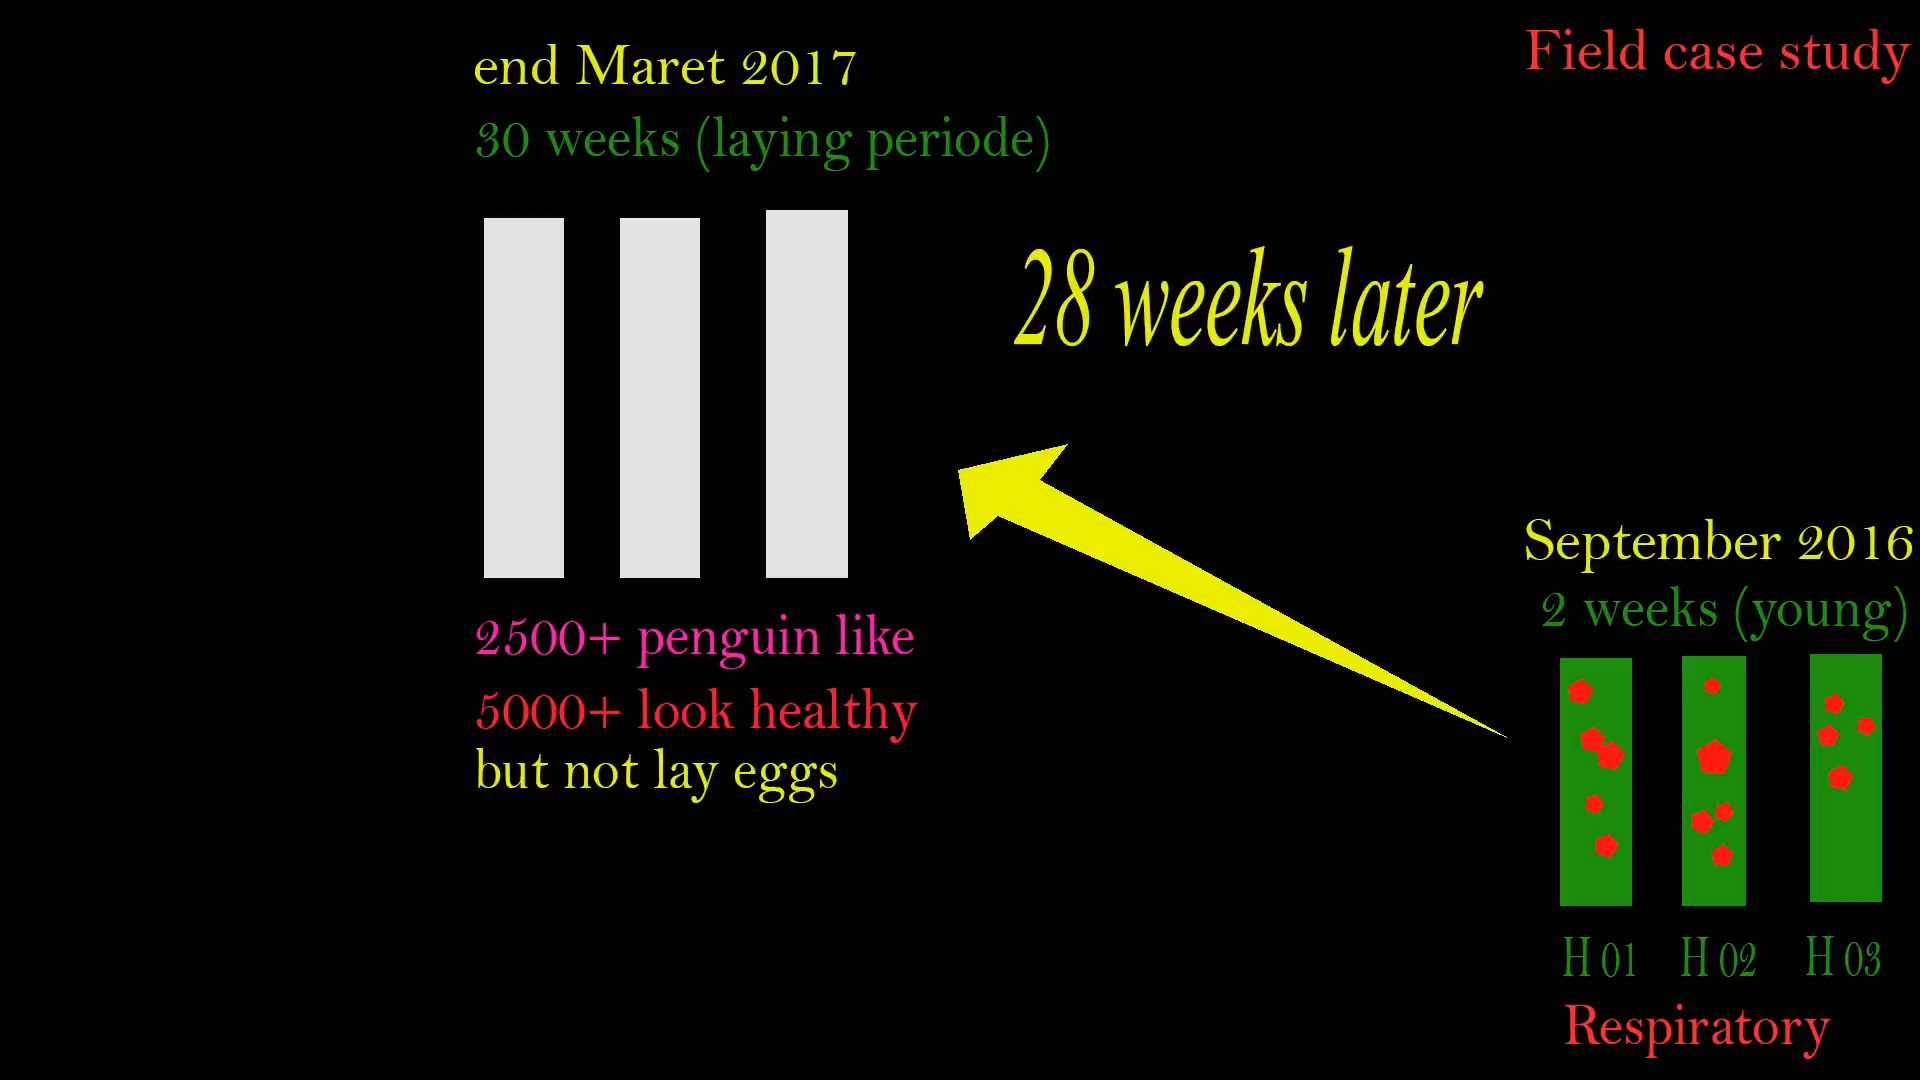 end Maret 2017
30 weeks (laying periode)
Field case study
28 weeks later
2500+ penguin like
5000+ look healthy
but not lay eggs
September 2016
2 weeks (young)
H 01 H 02 H 03
Respiratory